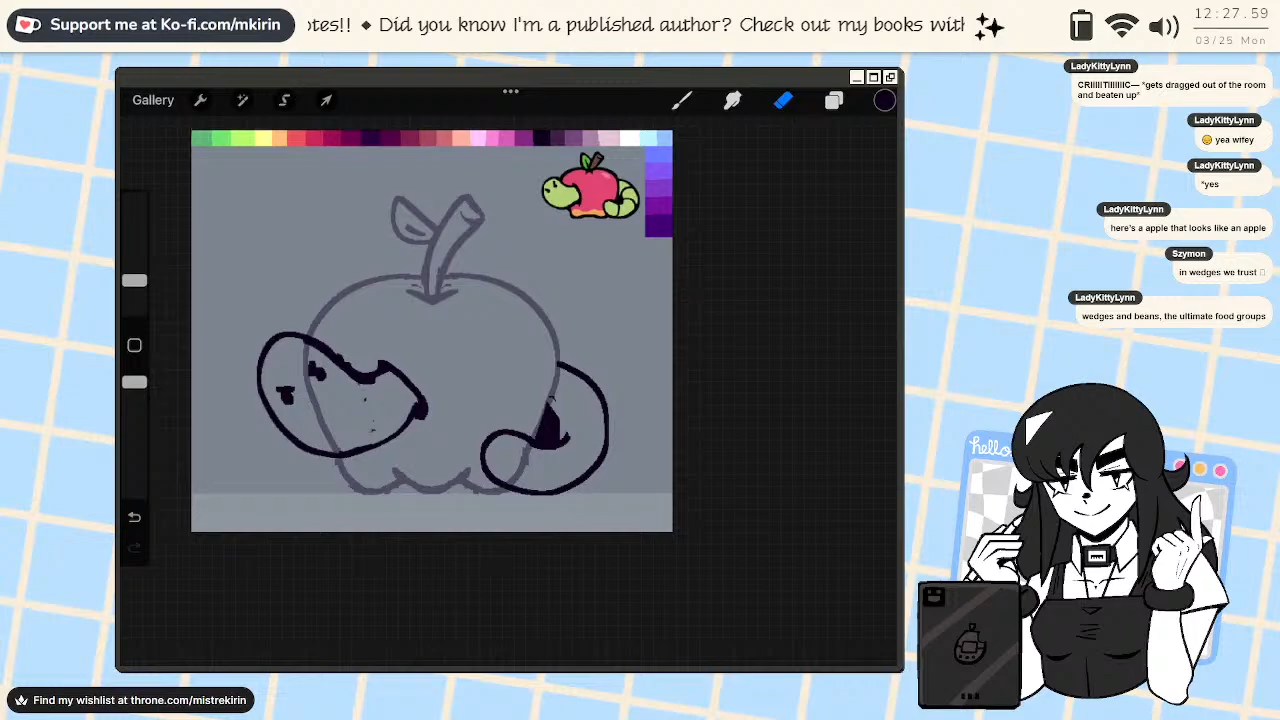 Support me at Ko-fi.com/mkirin
otes!! ⬥ Did you know I'm a published author? Check out my books with
12:27.59
03/25 Mon
Gallery
LadyKittyLynn
CRIIIIITIIIIIIC— *gets dragged out of the room
and beaten up*
LadyKittyLynn
😔 yea wifey
LadyKittyLynn
*yes
LadyKittyLynn
here's a apple that looks like an apple
Szymon
in wedges we trust
LadyKittyLynn
wedges and beans, the ultimate food groups
hello
Find my wishlist at throne.com/mistrekirin